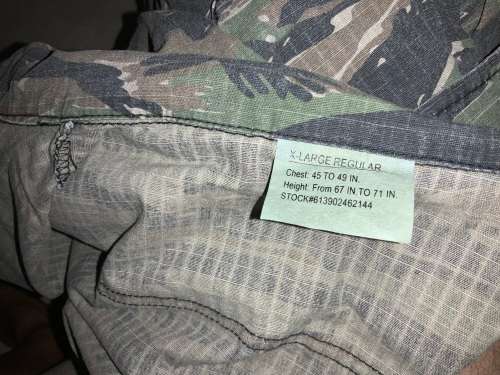 X-LARGE REGULAR
Chest: 45 TO 49 IN.
Height: From 67 IN TO 71 IN.
STOCK#613902462144